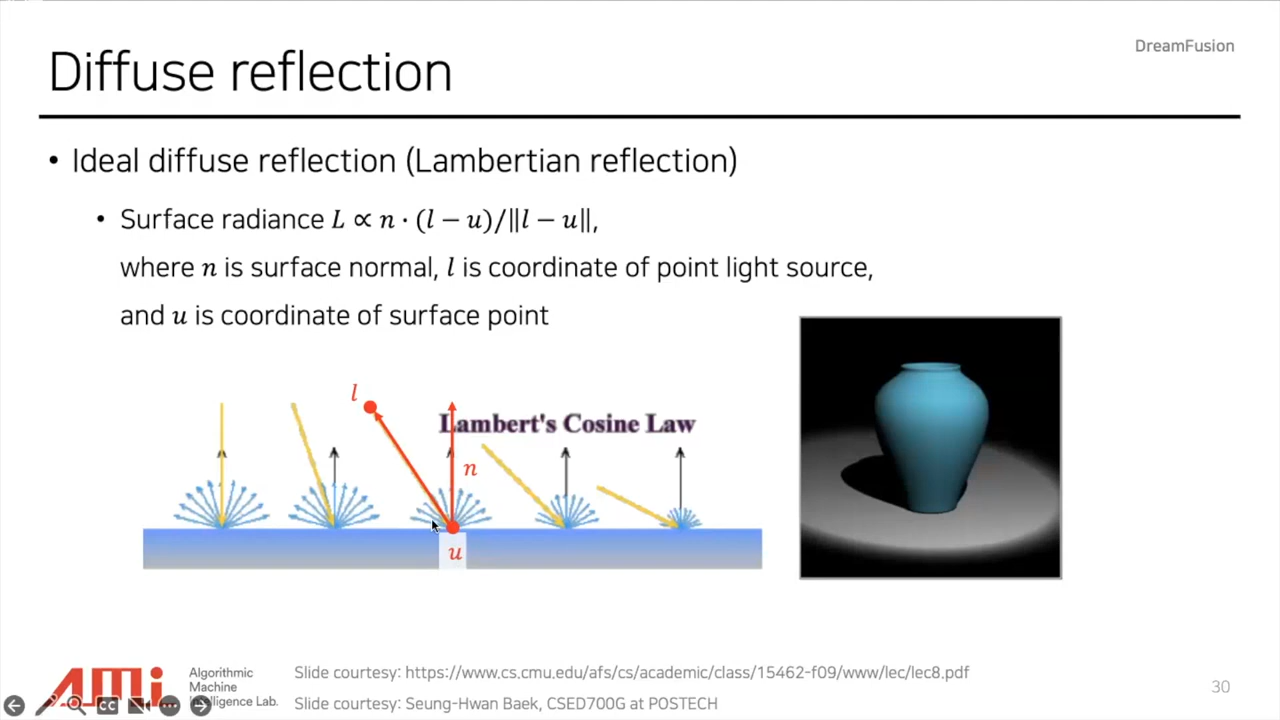 DreamFusion
Diffuse reflection
• Ideal diffuse reflection (Lambertian reflection)
• Surface radiance L ∝ n · (l − u)/‖l − u‖,
where n is surface normal, l is coordinate of point light source,
and u is coordinate of surface point
l
Lambert's Cosine Law
n
u
AMi
Algorithmic
Machine
Intelligence Lab.
CC
Slide courtesy: https://www.cs.cmu.edu/afs/cs/academic/class/15462-f09/www/lec/lec8.pdf
Slide courtesy: Seung-Hwan Baek, CSED700G at POSTECH
30